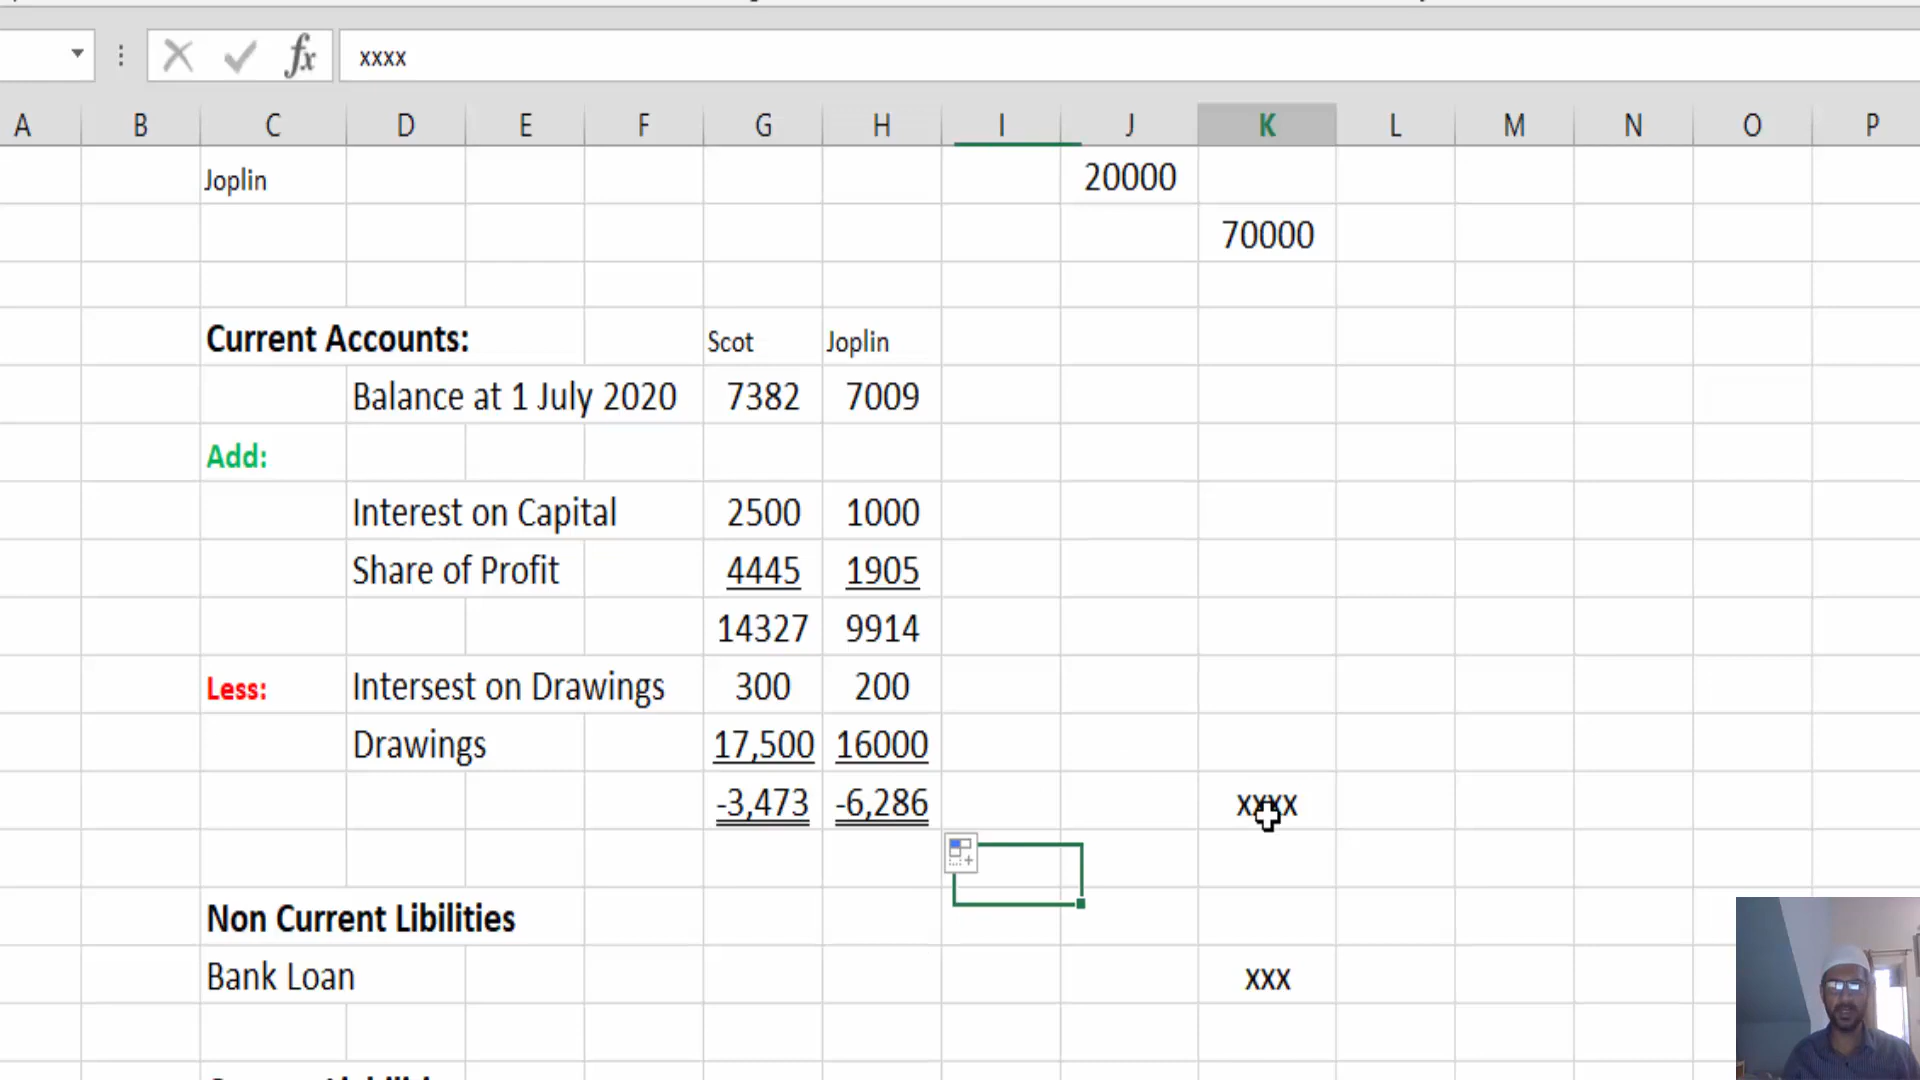 fx xxxx
A B C D E F G H I J K L M N O P
Joplin 20000
70000
Current Accounts: Scot Joplin
Balance at 1 July 2020 7382 7009
Add:
Interest on Capital 2500 1000
Share of Profit 4445 1905
14327 9914
Less: Intersest on Drawings 300 200
Drawings 17,500 16000
-3,473 -6,286 xxxx
Non Current Libilities
Bank Loan xxx